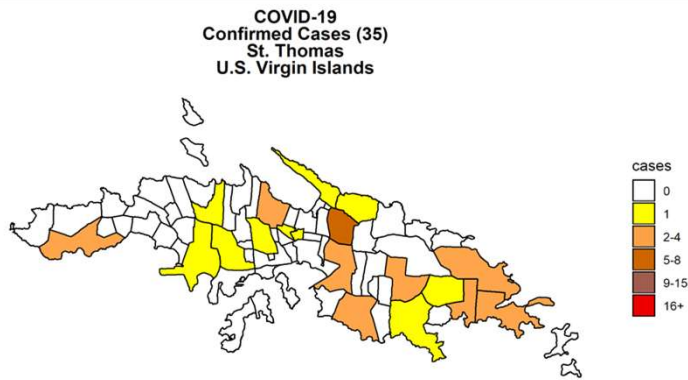 COVID-19
Confirmed Cases (35)
St. Thomas
U.S. Virgin Islands
cases
0
1
2-4
5-8
9-15
16+